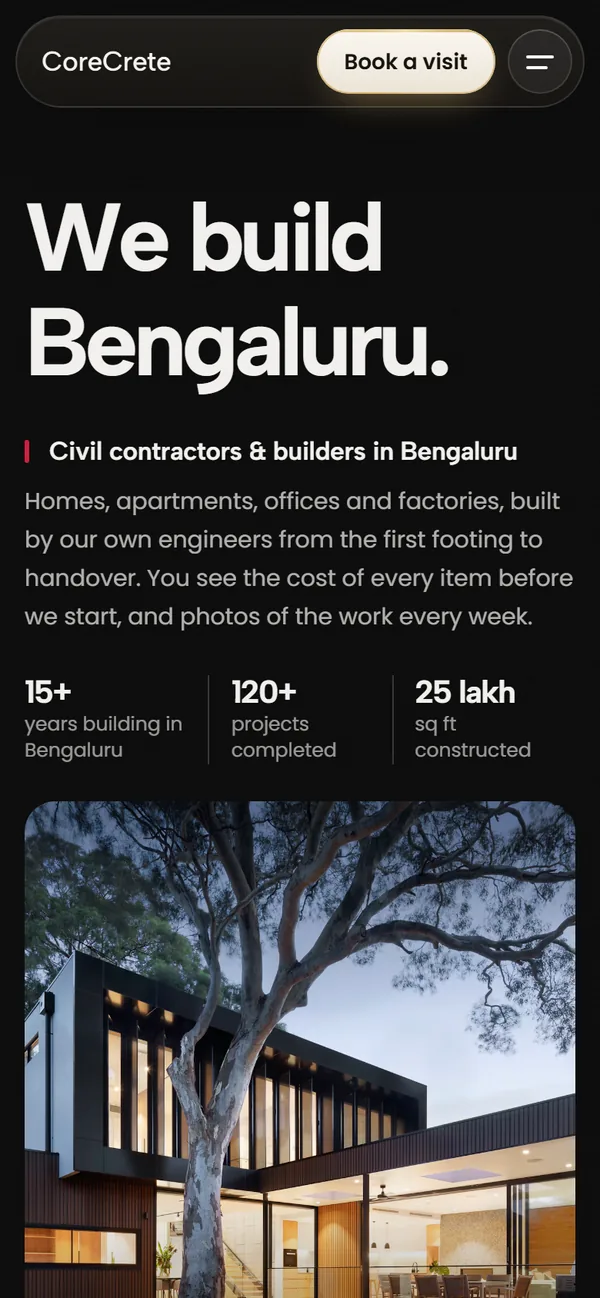 CoreCrete
Book a visit
We build
Bengaluru.
Civil contractors & builders in Bengaluru
Homes, apartments, offices and factories, built
by our own engineers from the first footing to
handover. You see the cost of every item before
we start, and photos of the work every week.
15+
years building in
Bengaluru
120+
projects
completed
25 lakh
sq ft
constructed